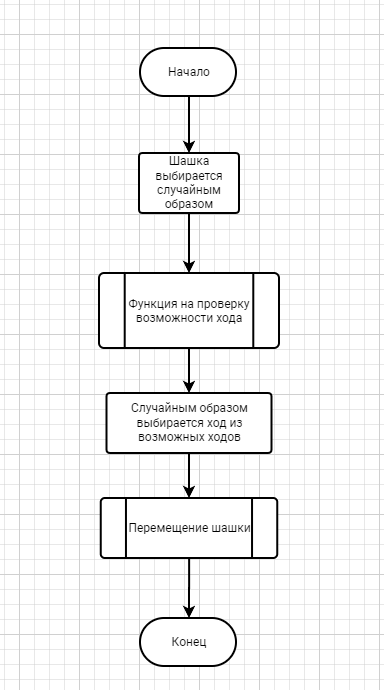 Начало
Шашка
выбирается
случайным
образом
Функция на проверку
возможности хода
Случайным образом
выбирается ход из
возможных ходов
Перемещение шашки
Конец